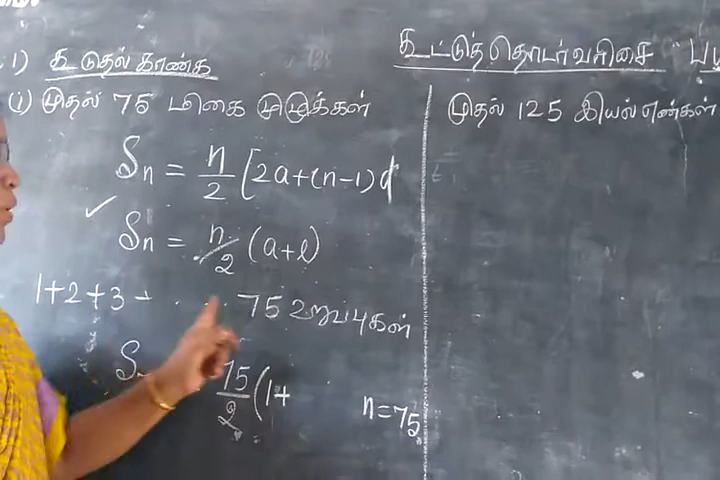 1) கூடுதல் காண்க
(i) முதல் 75 மிகை முழுக்கள்
Sn = n/2 [2a+(n-1)d
✓ Sn = n/2 (a+l)
1+2+3+ . . . 75 உறுப்புகள்
S 75/2 (1+
n=75
கூட்டுத் தொடர் வரிசை
முதல் 125 இயல் எண்கள்